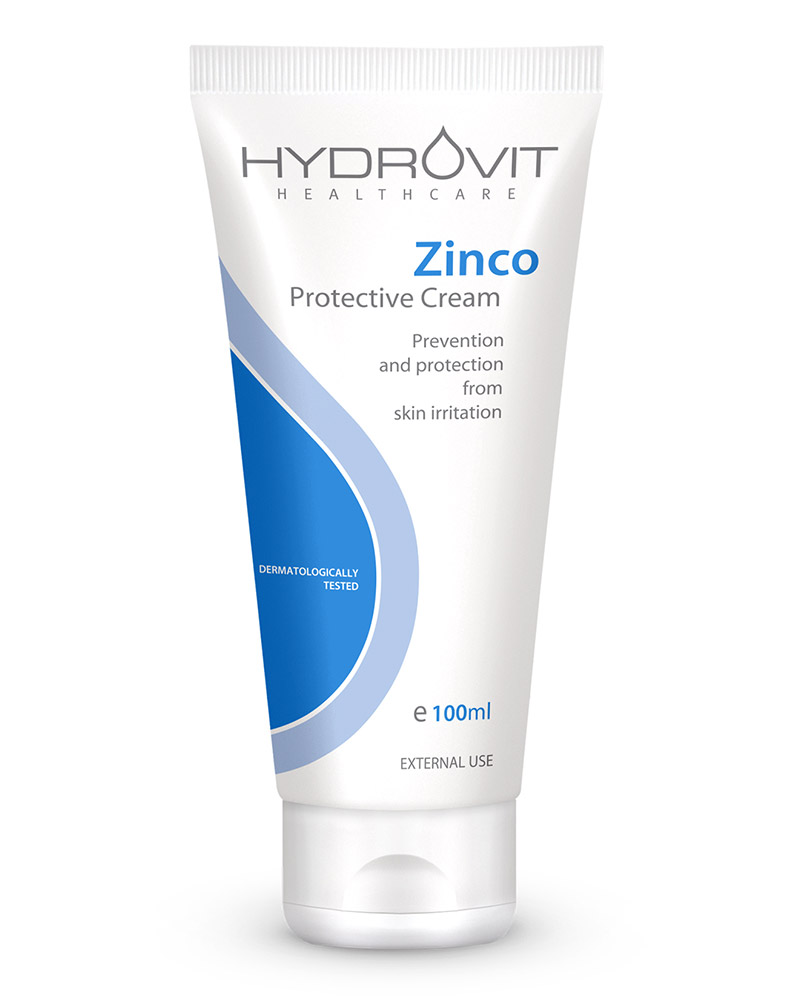 HYDROVIT
HEALTHCARE
Zinco
Protective Cream
Prevention
and protection
from
skin irritation
DERMATOLOGICALLY
TESTED
e 100ml
EXTERNAL USE